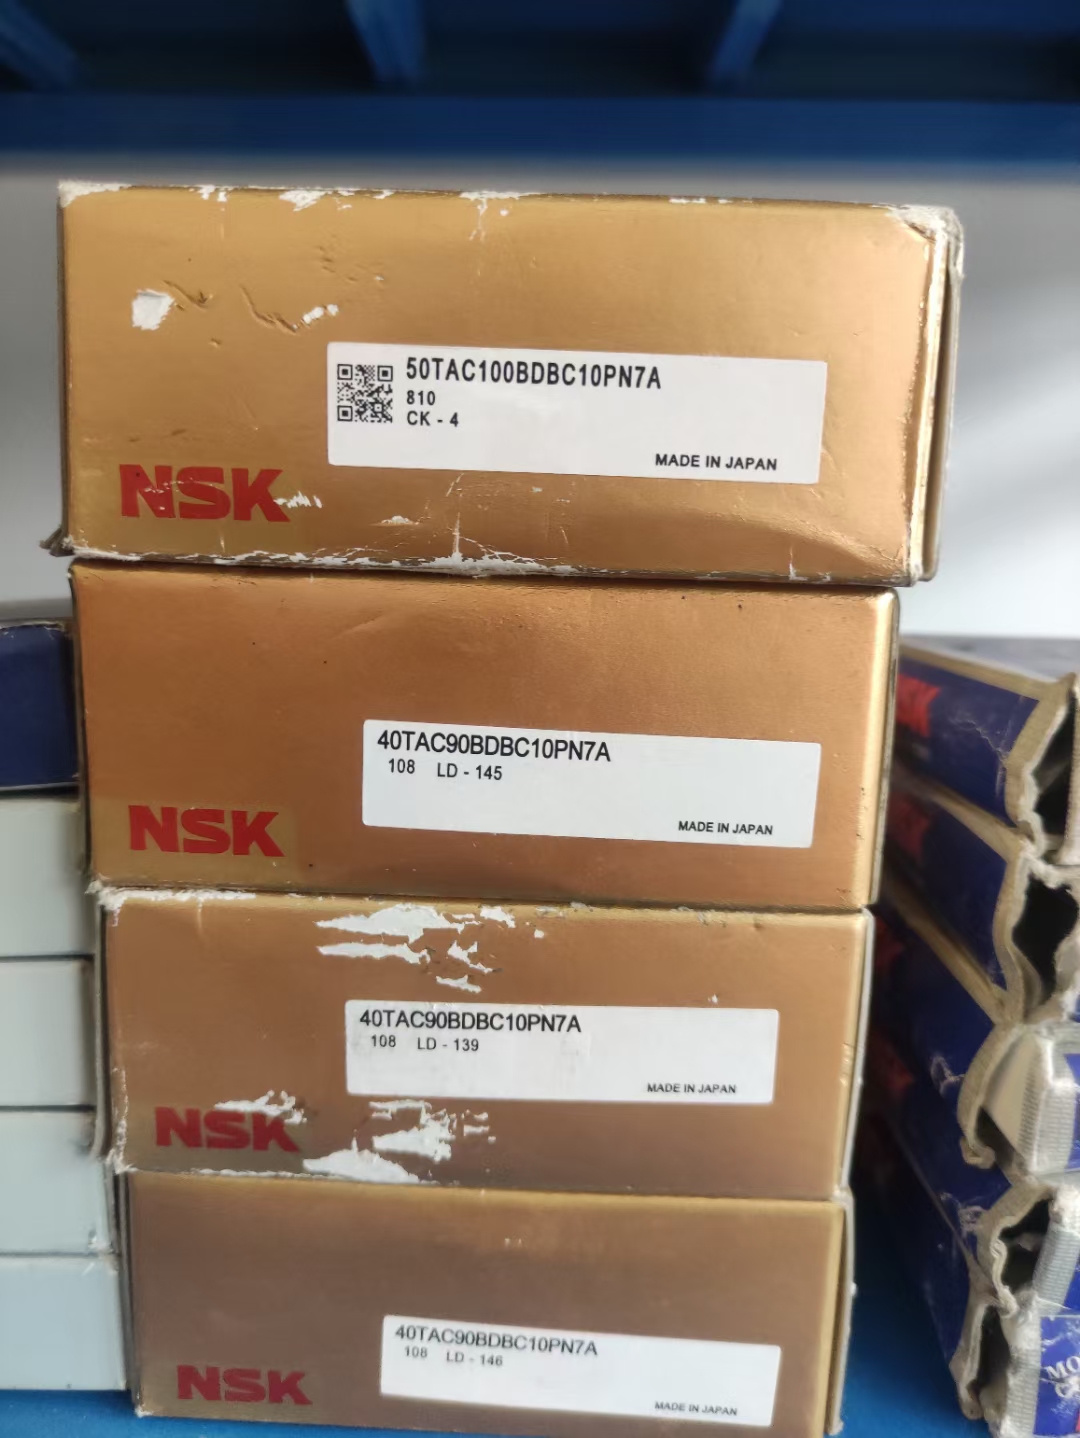 50TAC100BDBC10PN7A
810
CK - 4
MADE IN JAPAN
NSK
40TAC90BDBC10PN7A
108 LD - 145
MADE IN JAPAN
NSK
40TAC90BDBC10PN7A
108 LD - 139
MADE IN JAPAN
NSK
40TAC90BDBC10PN7A
108 LD - 146
MADE IN JAPAN
NSK